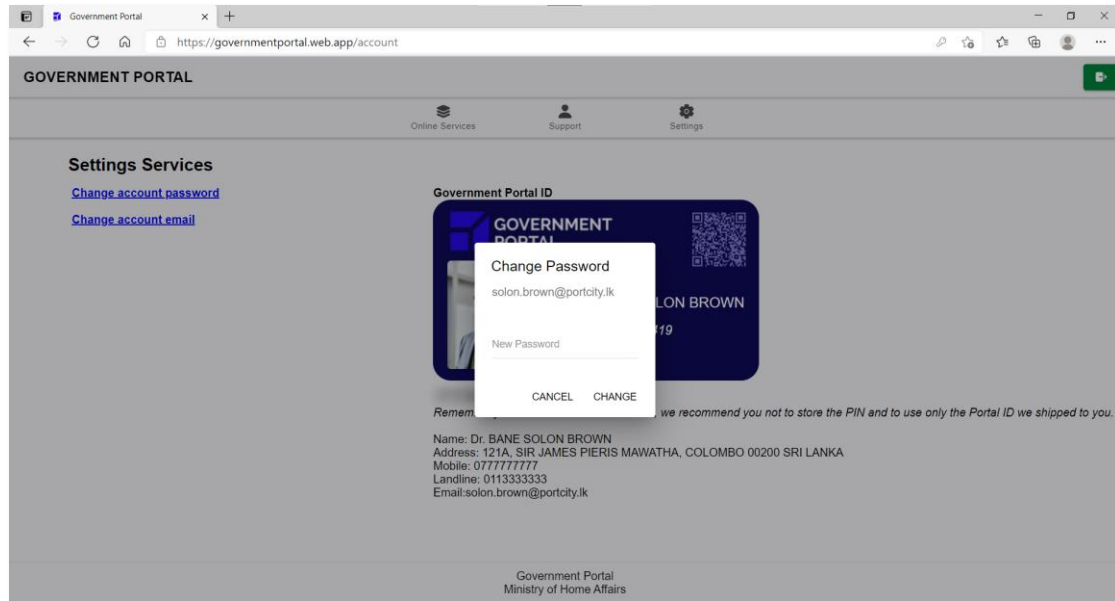 Government Portal
https://governmentportal.web.app/account
GOVERNMENT PORTAL
Online Services
Support
Settings
Settings Services
Change account password
Change account email
Government Portal ID
GOVERNMENT
PORTAL
Change Password
solon.brown@portcity.lk
BROWN
New Password
CANCEL
CHANGE
we recommend you not to store the PIN and to use only the Portal ID we shipped to you.
Name: Dr. BANE SOLON BROWN
Address: 121A, SIR JAMES PIERIS MAWATHA, COLOMBO 00200 SRI LANKA
Mobile: 0777777777
Landline: 0113333333
Email:solon.brown@portcity.lk
Government Portal
Ministry of Home Affairs